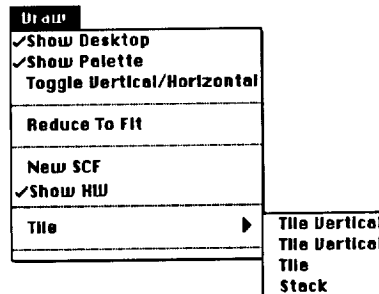 Draw
✓Show Desktop
✓Show Palette
Toggle Vertical/Horizontal
Reduce To Fit
New SCF
✓Show HW
Tile ▶
Tile Vertical
Tile Vertical
Tile
Stack